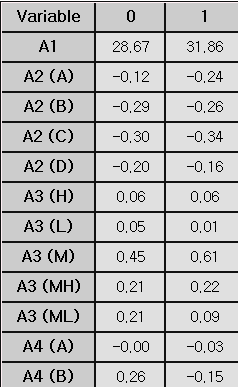 Variable 0 1
A1 28.67 31.86
A2 (A) -0.12 -0.24
A2 (B) -0.29 -0.26
A2 (C) -0.30 -0.34
A2 (D) -0.20 -0.16
A3 (H) 0.06 0.06
A3 (L) 0.05 0.01
A3 (M) 0.45 0.61
A3 (MH) 0.21 0.22
A3 (ML) 0.21 0.09
A4 (A) -0.00 -0.03
A4 (B) 0.26 -0.15